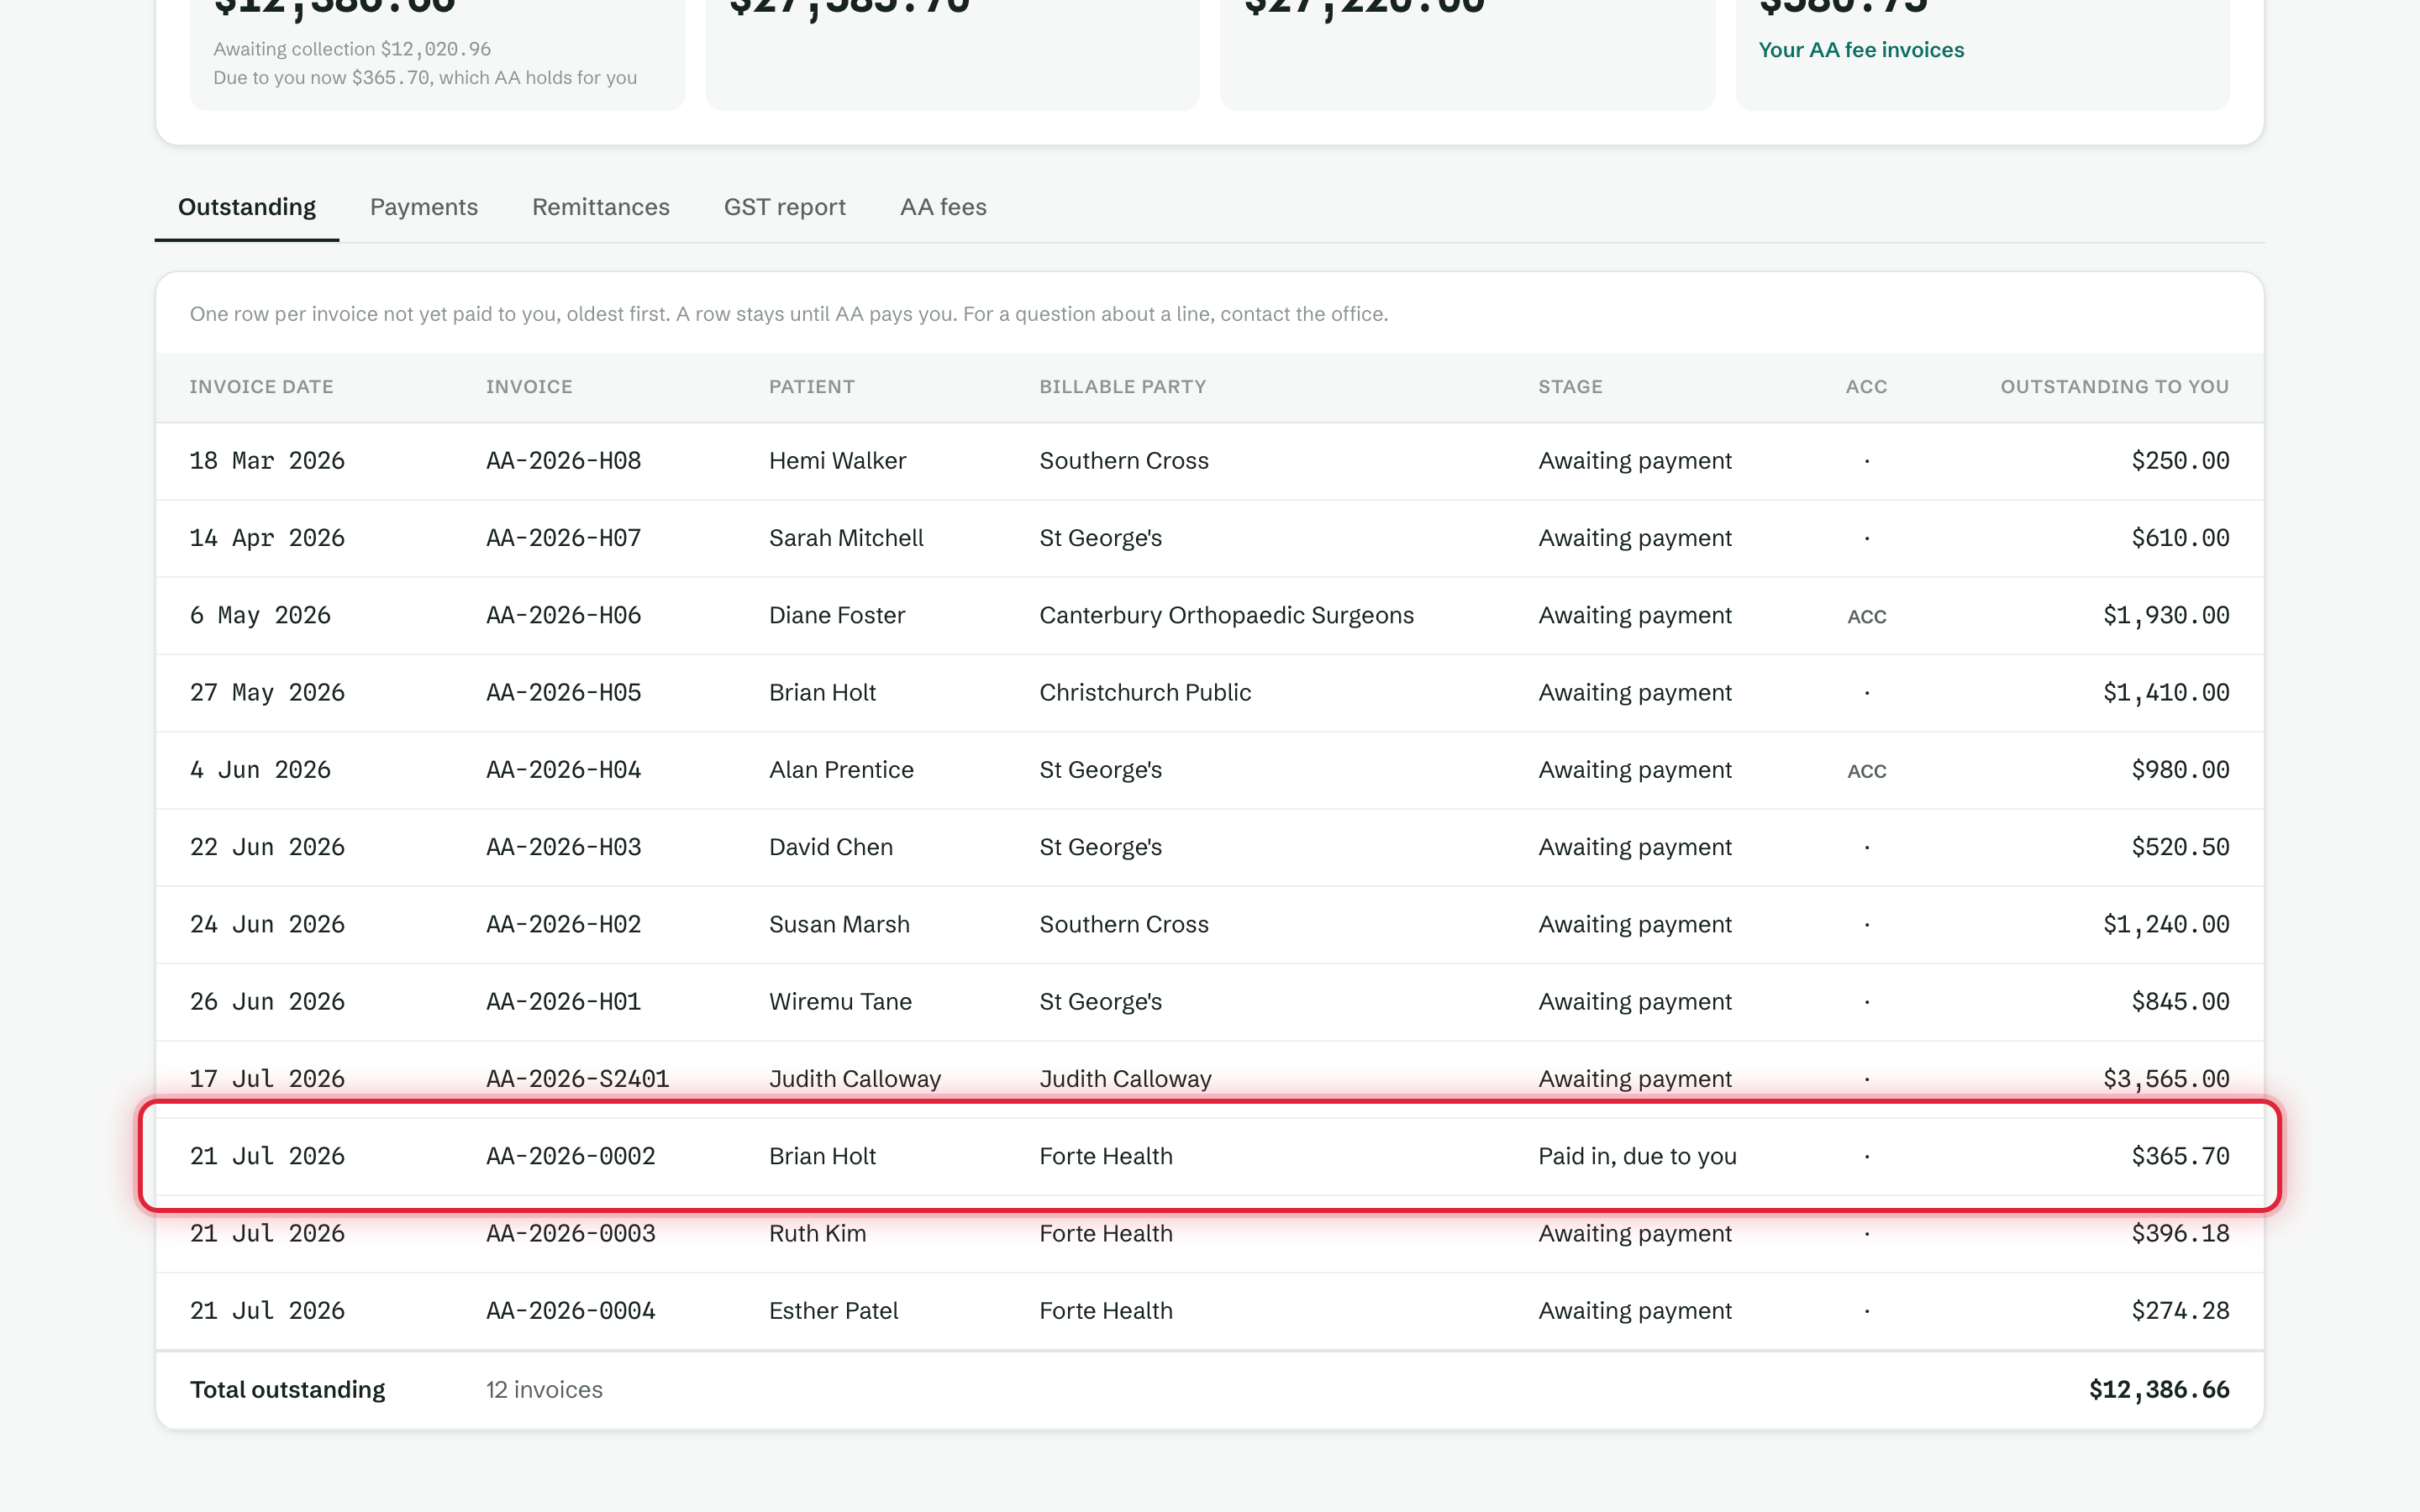 $12,386.66 $27,585.70 $27,220.00 $580.75
Awaiting collection $12,020.96
Due to you now $365.70, which AA holds for you
Your AA fee invoices
Outstanding Payments Remittances GST report AA fees
One row per invoice not yet paid to you, oldest first. A row stays until AA pays you. For a question about a line, contact the office.
INVOICE DATE INVOICE PATIENT BILLABLE PARTY STAGE ACC OUTSTANDING TO YOU
18 Mar 2026 AA-2026-H08 Hemi Walker Southern Cross Awaiting payment · $250.00
14 Apr 2026 AA-2026-H07 Sarah Mitchell St George's Awaiting payment · $610.00
6 May 2026 AA-2026-H06 Diane Foster Canterbury Orthopaedic Surgeons Awaiting payment ACC $1,930.00
27 May 2026 AA-2026-H05 Brian Holt Christchurch Public Awaiting payment · $1,410.00
4 Jun 2026 AA-2026-H04 Alan Prentice St George's Awaiting payment ACC $980.00
22 Jun 2026 AA-2026-H03 David Chen St George's Awaiting payment · $520.50
24 Jun 2026 AA-2026-H02 Susan Marsh Southern Cross Awaiting payment · $1,240.00
26 Jun 2026 AA-2026-H01 Wiremu Tane St George's Awaiting payment · $845.00
17 Jul 2026 AA-2026-S2401 Judith Calloway Judith Calloway Awaiting payment · $3,565.00
21 Jul 2026 AA-2026-0002 Brian Holt Forte Health Paid in, due to you · $365.70
21 Jul 2026 AA-2026-0003 Ruth Kim Forte Health Awaiting payment · $396.18
21 Jul 2026 AA-2026-0004 Esther Patel Forte Health Awaiting payment · $274.28
Total outstanding 12 invoices $12,386.66